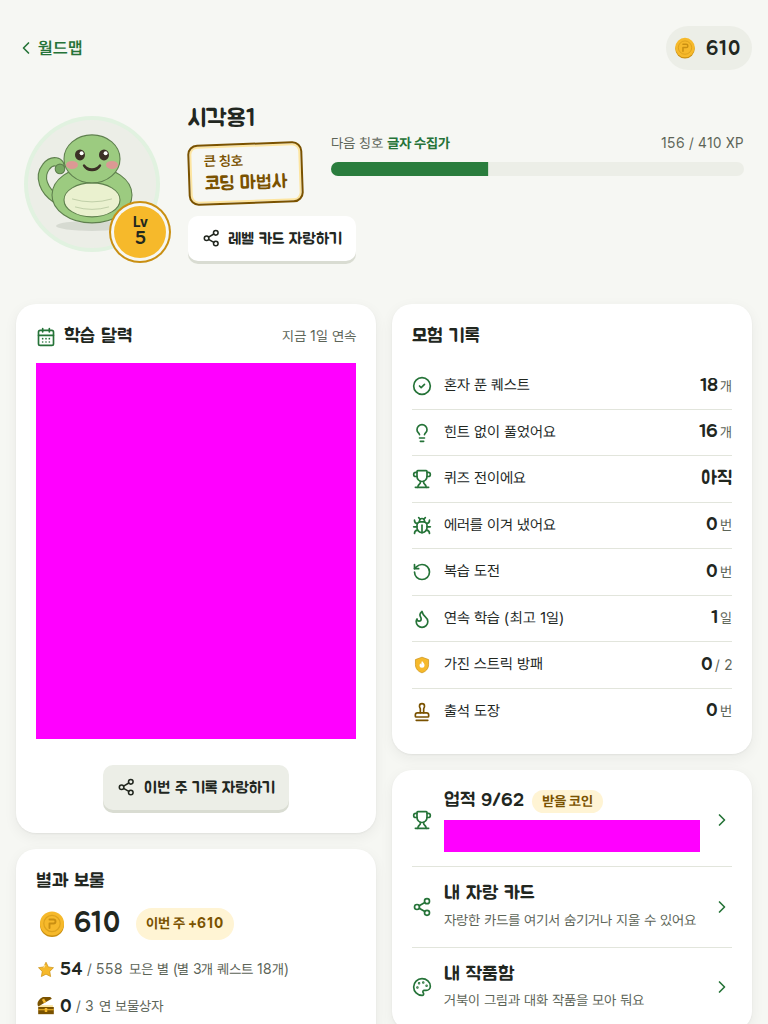 월드맵
610
시각용1
큰 칭호
코딩 마법사
다음 칭호 글자 수집가
156 / 410 XP
Lv
5
레벨 카드 자랑하기
학습 달력
지금 1일 연속
이번 주 기록 자랑하기
별과 보물
610
이번 주 +610
54 / 558 모은 별 (별 3개 퀘스트 18개)
0 / 3 연 보물상자
모험 기록
혼자 푼 퀘스트 18개
힌트 없이 풀었어요 16개
퀴즈 전이에요 아직
에러를 이겨 냈어요 0번
복습 도전 0번
연속 학습 (최고 1일) 1일
가진 스트릭 방패 0 / 2
출석 도장 0번
업적 9/62 받을 코인
내 자랑 카드
자랑한 카드를 여기서 숨기거나 지울 수 있어요
내 작품함
거북이 그림과 대화 작품을 모아 둬요